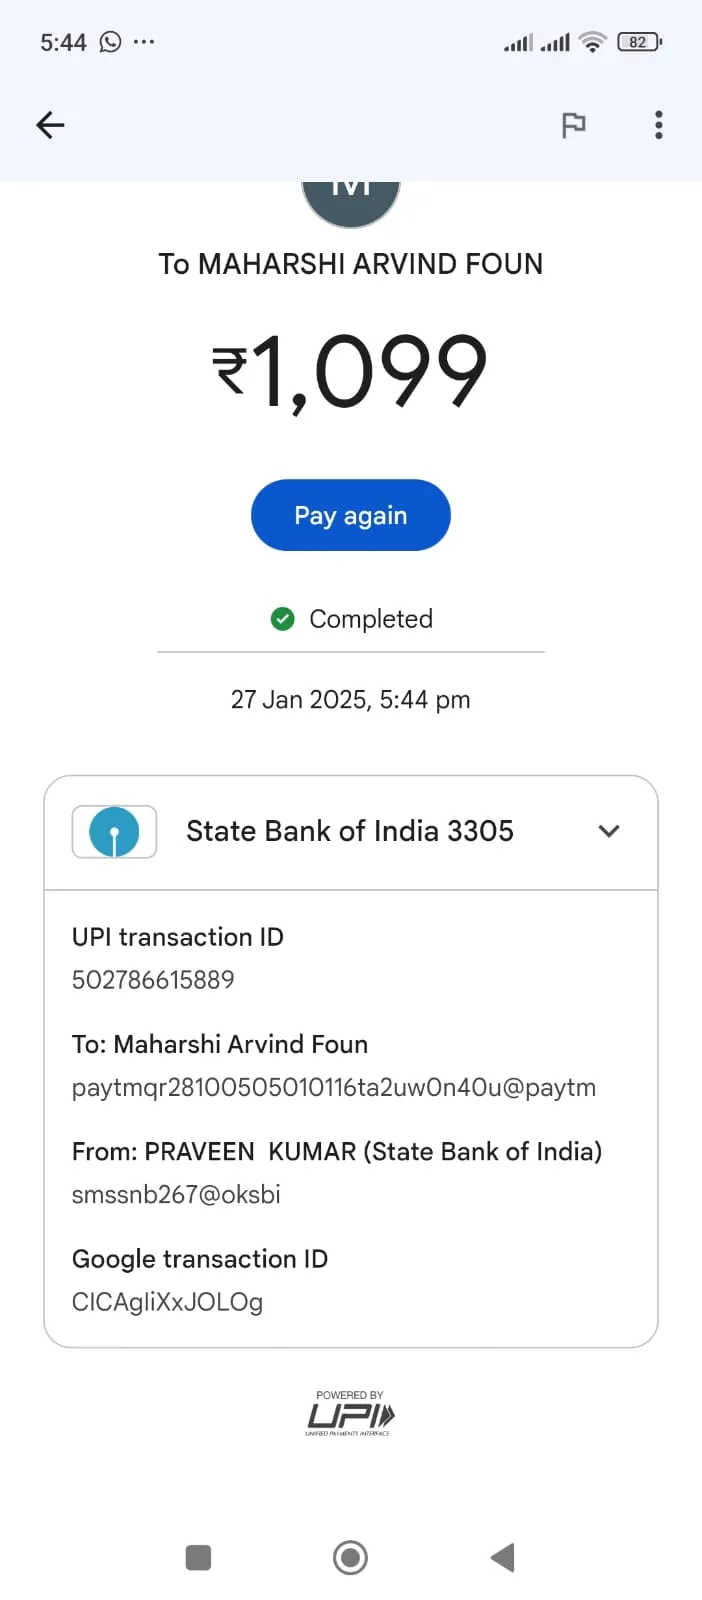 5:44
82
To MAHARSHI ARVIND FOUN
₹1,099
Pay again
Completed
27 Jan 2025, 5:44 pm
State Bank of India 3305
UPI transaction ID
502786615889
To: Maharshi Arvind Foun
paytmqr28100505010116ta2uw0n40u@paytm
From: PRAVEEN KUMAR (State Bank of India)
smssnb267@oksbi
Google transaction ID
CICAgliXxJOLOg
POWERED BY
UPI
UNIFIED PAYMENTS INTERFACE